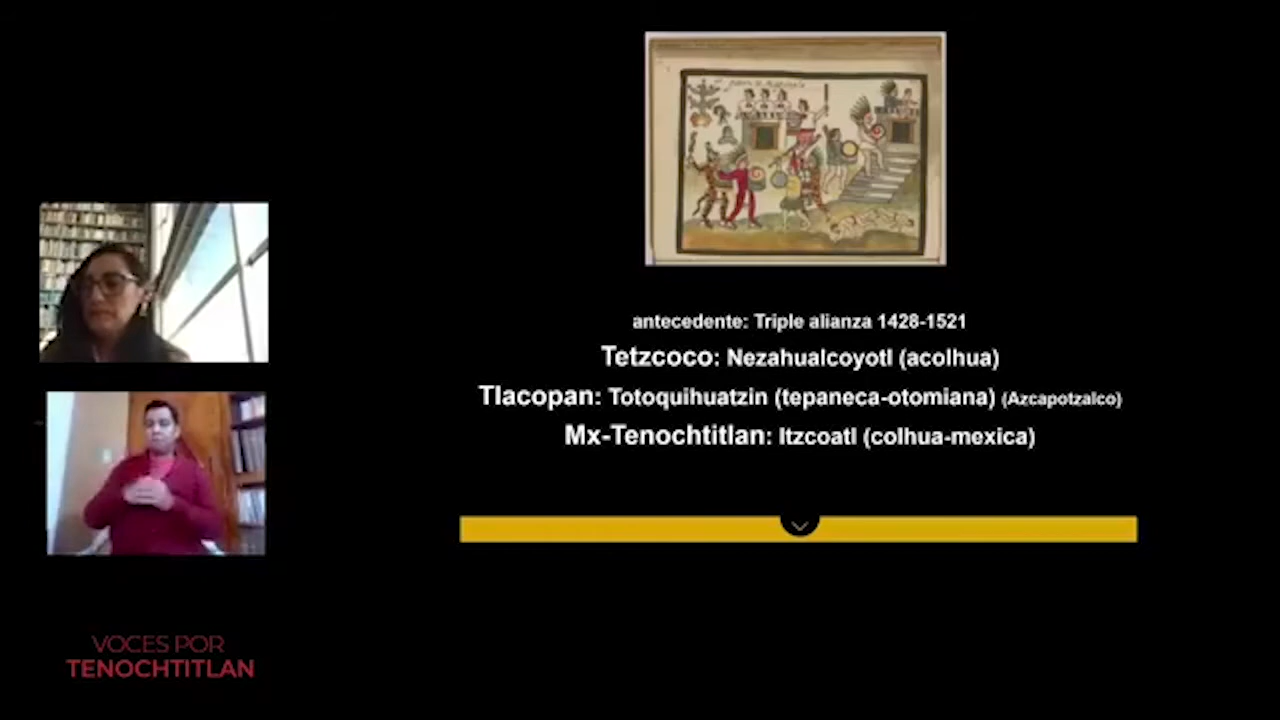 antecedente: Triple alianza 1428-1521
Tetzcoco: Nezahualcoyotl (acolhua)
Tlacopan: Totoquihuatzin (tepaneca-otomiana) (Azcapotzalco)
Mx-Tenochtitlan: Itzcoatl (colhua-mexica)
VOCES POR
TENOCHTITLAN